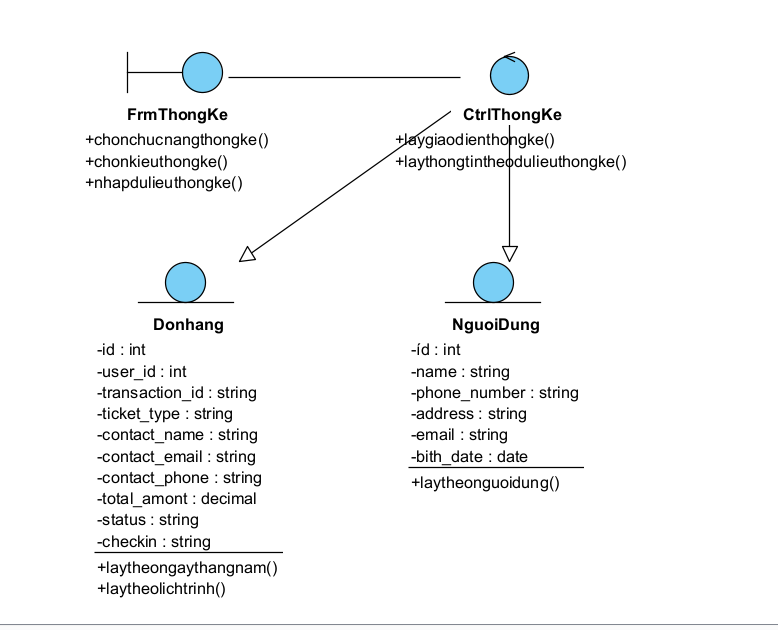 FrmThongKe
+chonchucnangthongke()
+chonkieuthongke()
+nhapdulieuthongke()
CtrlThongKe
+laygiaodienthongke()
+laythongtintheodulieuthongke()
Donhang
-id : int
-user_id : int
-transaction_id : string
-ticket_type : string
-contact_name : string
-contact_email : string
-contact_phone : string
-total_amont : decimal
-status : string
-checkin : string
+laytheongaythangnam()
+laytheolichtrinh()
NguoiDung
-íd : int
-name : string
-phone_number : string
-address : string
-email : string
-bith_date : date
+laytheonguoidung()